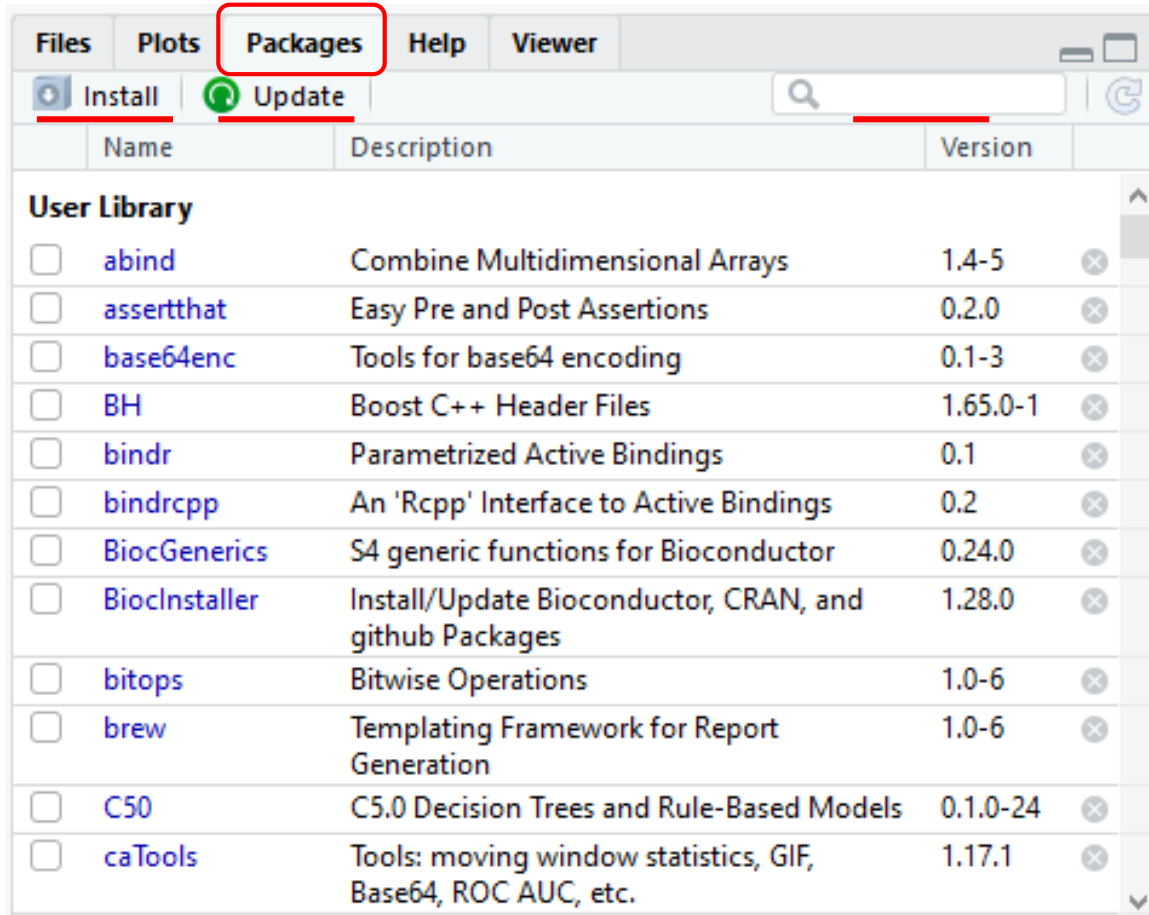 Files Plots Packages Help Viewer
Install Update
Name Description Version
User Library
abind Combine Multidimensional Arrays 1.4-5
assertthat Easy Pre and Post Assertions 0.2.0
base64enc Tools for base64 encoding 0.1-3
BH Boost C++ Header Files 1.65.0-1
bindr Parametrized Active Bindings 0.1
bindrcpp An 'Rcpp' Interface to Active Bindings 0.2
BiocGenerics S4 generic functions for Bioconductor 0.24.0
BiocInstaller Install/Update Bioconductor, CRAN, and 1.28.0
github Packages
bitops Bitwise Operations 1.0-6
brew Templating Framework for Report 1.0-6
Generation
C50 C5.0 Decision Trees and Rule-Based Models 0.1.0-24
caTools Tools: moving window statistics, GIF, 1.17.1
Base64, ROC AUC, etc.